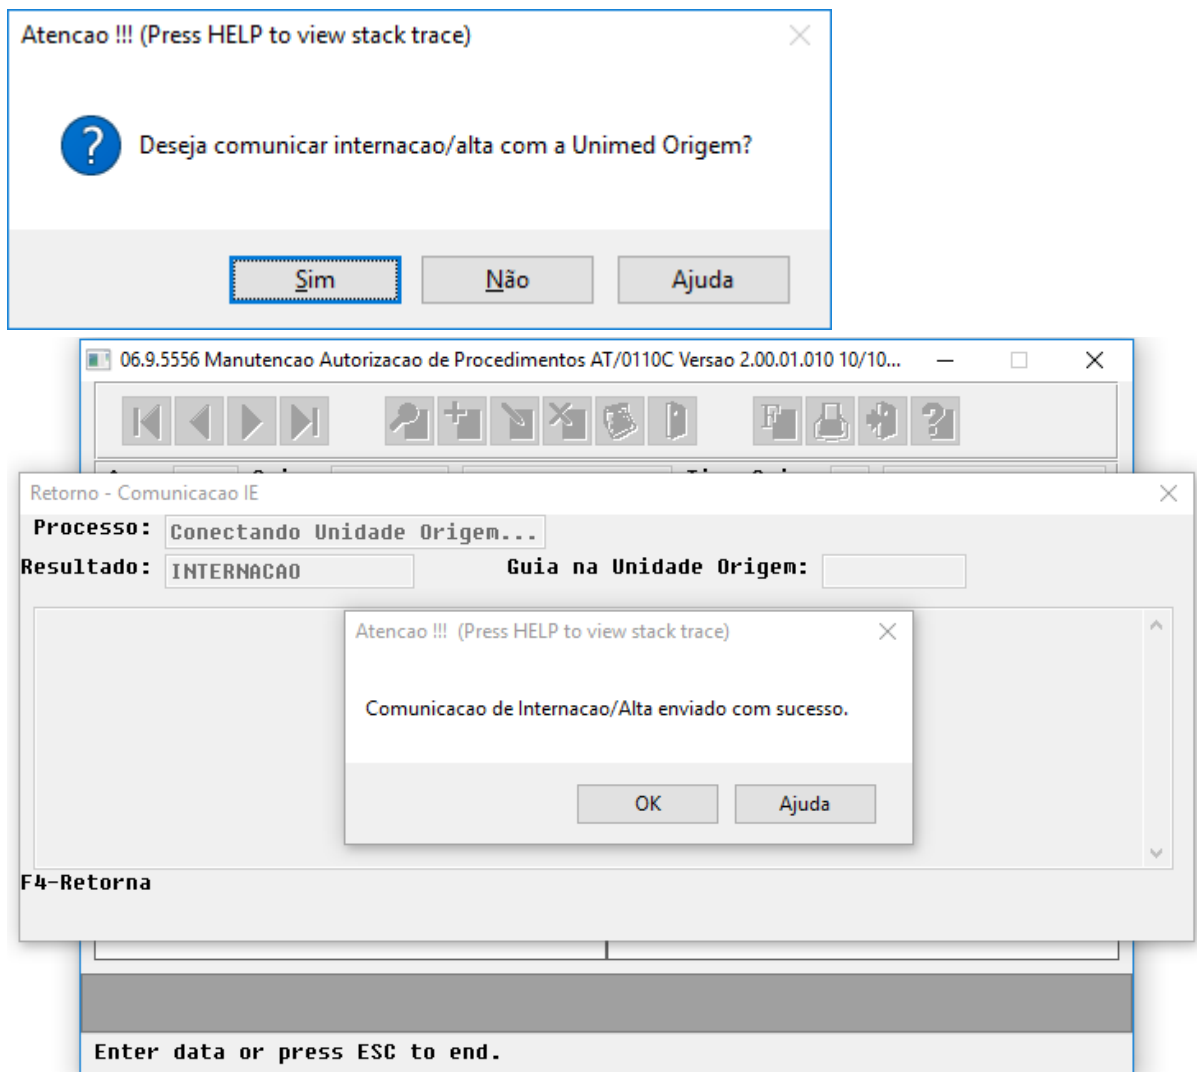 Atencao !!! (Press HELP to view stack trace)
?
Deseja comunicar internacao/alta com a Unimed Origem?
Sim Não Ajuda
06.9.5556 Manutencao Autorizacao de Procedimentos AT/0110C Versao 2.00.01.010 10/10...
F ?
Retorno - Comunicacao IE
Processo: Conectando Unidade Origem...
Resultado: INTERNACAO Guia na Unidade Origem:
Atencao !!! (Press HELP to view stack trace)
Comunicacao de Internacao/Alta enviado com sucesso.
OK Ajuda
F4-Retorna
Enter data or press ESC to end.